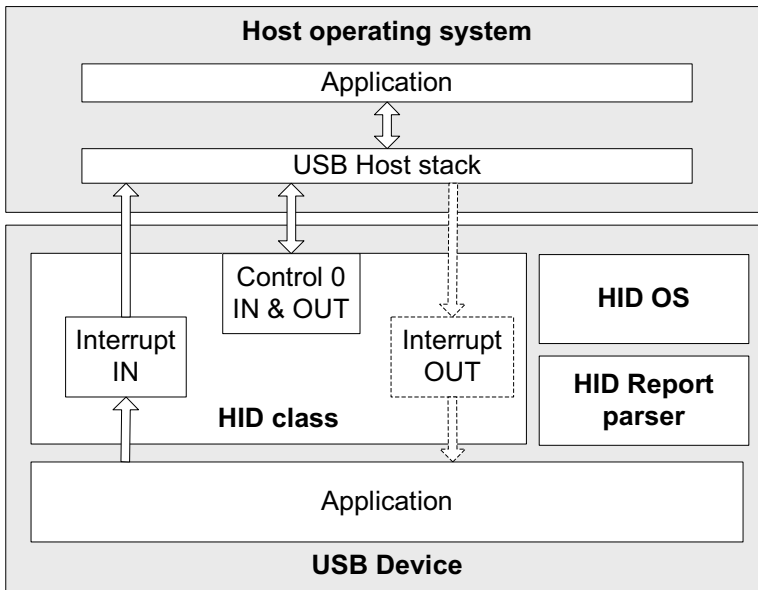 Host operating system
Application
USB Host stack
Control 0
IN & OUT
HID OS
Interrupt
IN
Interrupt
OUT
HID Report
parser
HID class
Application
USB Device